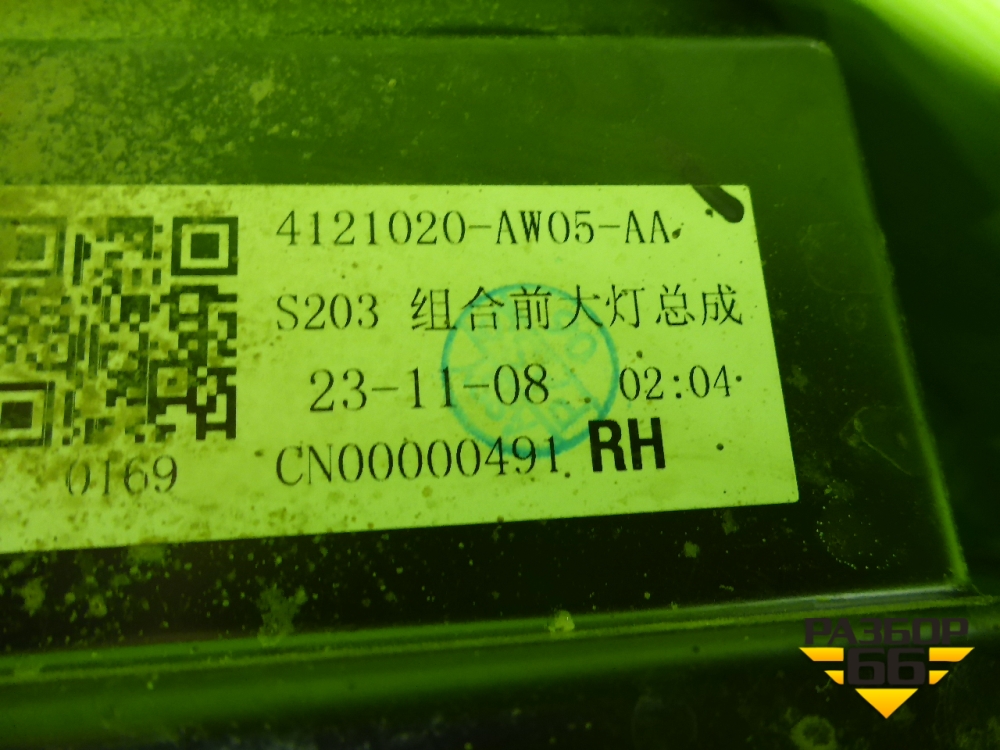 4121020-AW05-AA
S203 组合前大灯总成
23-11-08 02:04
CN00000491 RH
0169
РАЗБОР
66